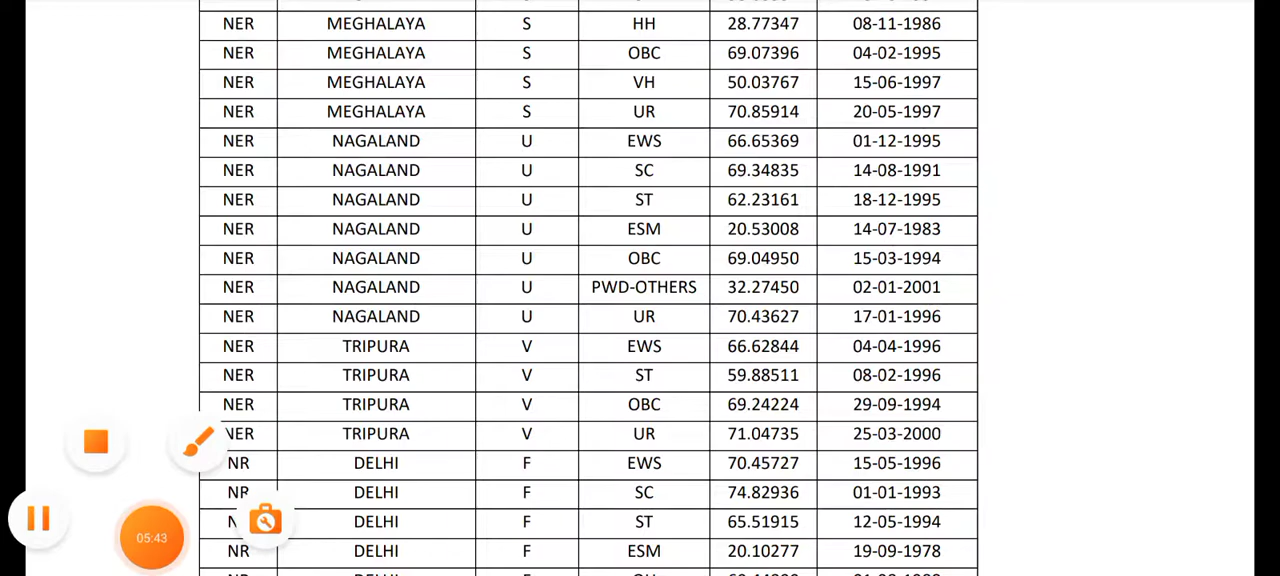 NER MEGHALAYA S HH 28.77347 08-11-1986
NER MEGHALAYA S OBC 69.07396 04-02-1995
NER MEGHALAYA S VH 50.03767 15-06-1997
NER MEGHALAYA S UR 70.85914 20-05-1997
NER NAGALAND U EWS 66.65369 01-12-1995
NER NAGALAND U SC 69.34835 14-08-1991
NER NAGALAND U ST 62.23161 18-12-1995
NER NAGALAND U ESM 20.53008 14-07-1983
NER NAGALAND U OBC 69.04950 15-03-1994
NER NAGALAND U PWD-OTHERS 32.27450 02-01-2001
NER NAGALAND U UR 70.43627 17-01-1996
NER TRIPURA V EWS 66.62844 04-04-1996
NER TRIPURA V ST 59.88511 08-02-1996
NER TRIPURA V OBC 69.24224 29-09-1994
NER TRIPURA V UR 71.04735 25-03-2000
NR DELHI F EWS 70.45727 15-05-1996
NR DELHI F SC 74.82936 01-01-1993
DELHI F ST 65.51915 12-05-1994
NR DELHI F ESM 20.10277 19-09-1978
05:43